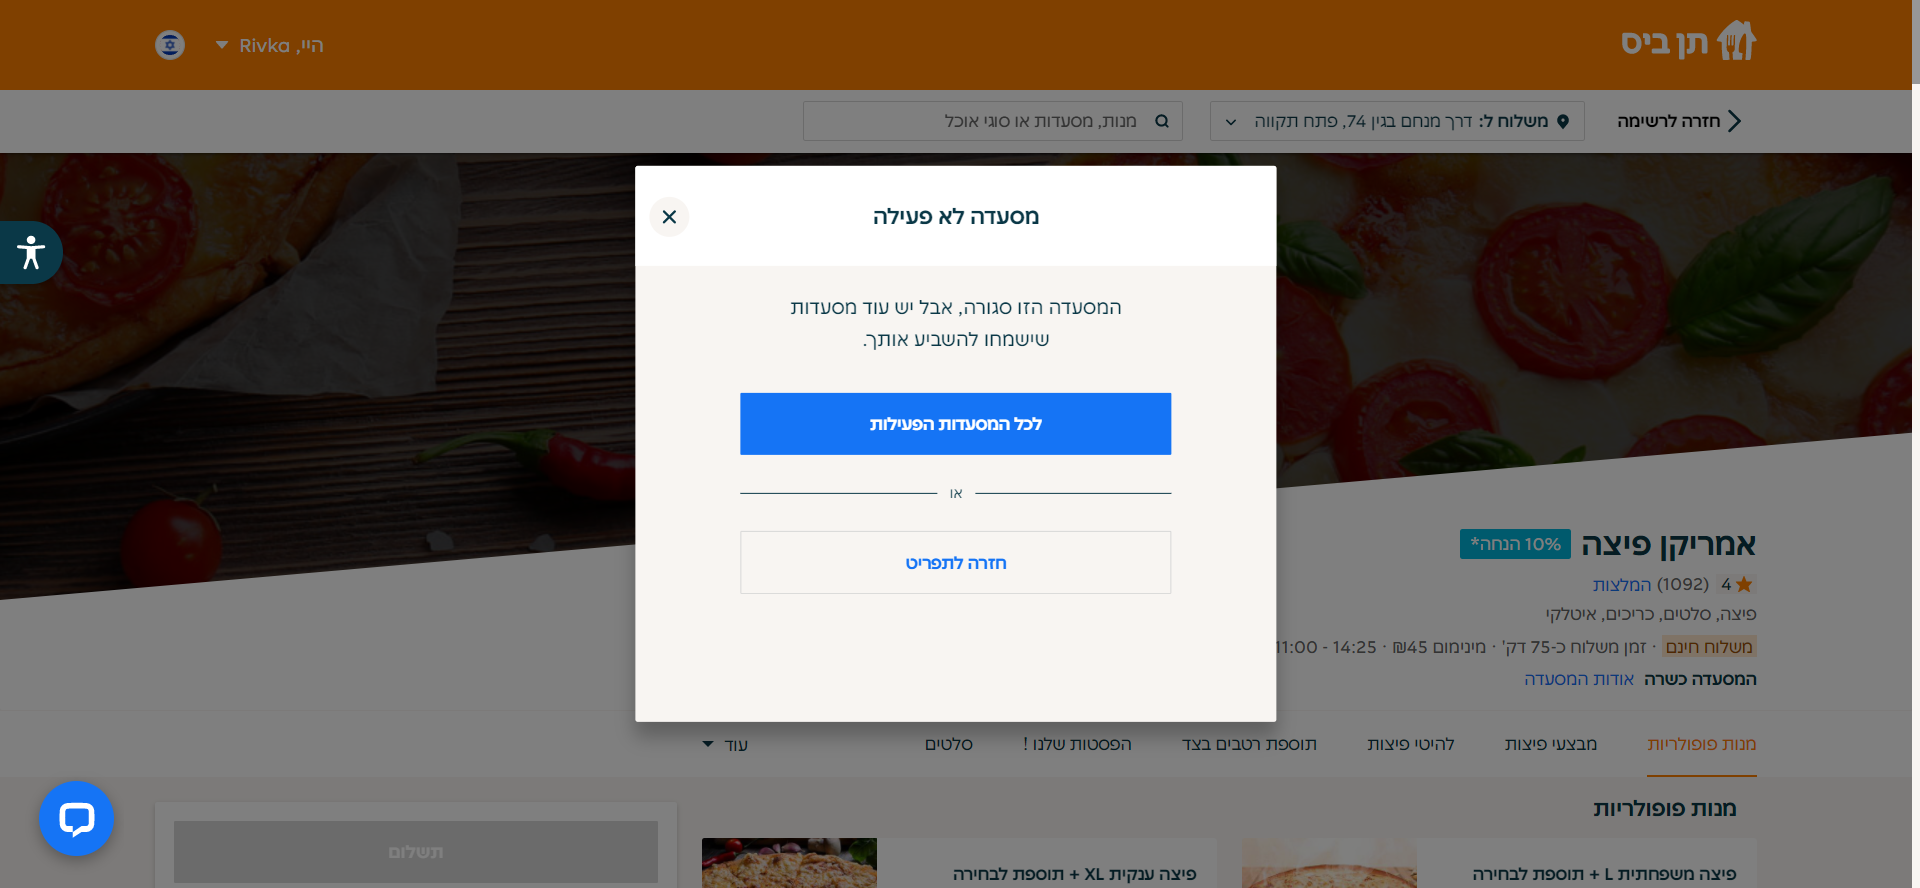 תן ביס
היי, Rivka
חזרה לרשימה
משלוח ל: דרך מנחם בגין 74, פתח תקווה
מנות, מסעדות או סוגי אוכל
מסעדה לא פעילה
המסעדה הזו סגורה, אבל יש עוד מסעדות
שישמחו להשביע אותך.
לכל המסעדות הפעילות
או
חזרה לתפריט
אמריקן פיצה
10% הנחה*
4 (1092) המלצות
פיצה, סלטים, כריכים, איטלקי
משלוח חינם · זמן משלוח כ-75 דק' · מינימום ₪45 · 11:00 - 14:25
המסעדה כשרה אודות המסעדה
מנות פופולריות
מבצעי פיצות
להיטי פיצות
תוספת רטבים בצד
הפסטות שלנו !
סלטים
עוד
מנות פופולריות
פיצה משפחתית L + תוספת לבחירה
פיצה ענקית XL + תוספת לבחירה
תשלום